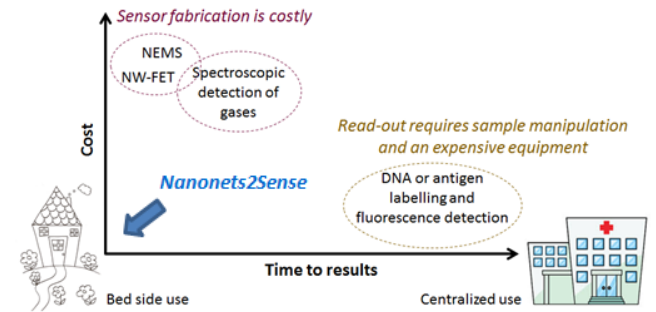 Sensor fabrication is costly
NEMS
NW-FET
Spectroscopic
detection of
gases
Read-out requires sample manipulation
and an expensive equipment
Cost
Nanonets2Sense
DNA or antigen
labelling and
fluorescence detection
Time to results
Bed side use
Centralized use